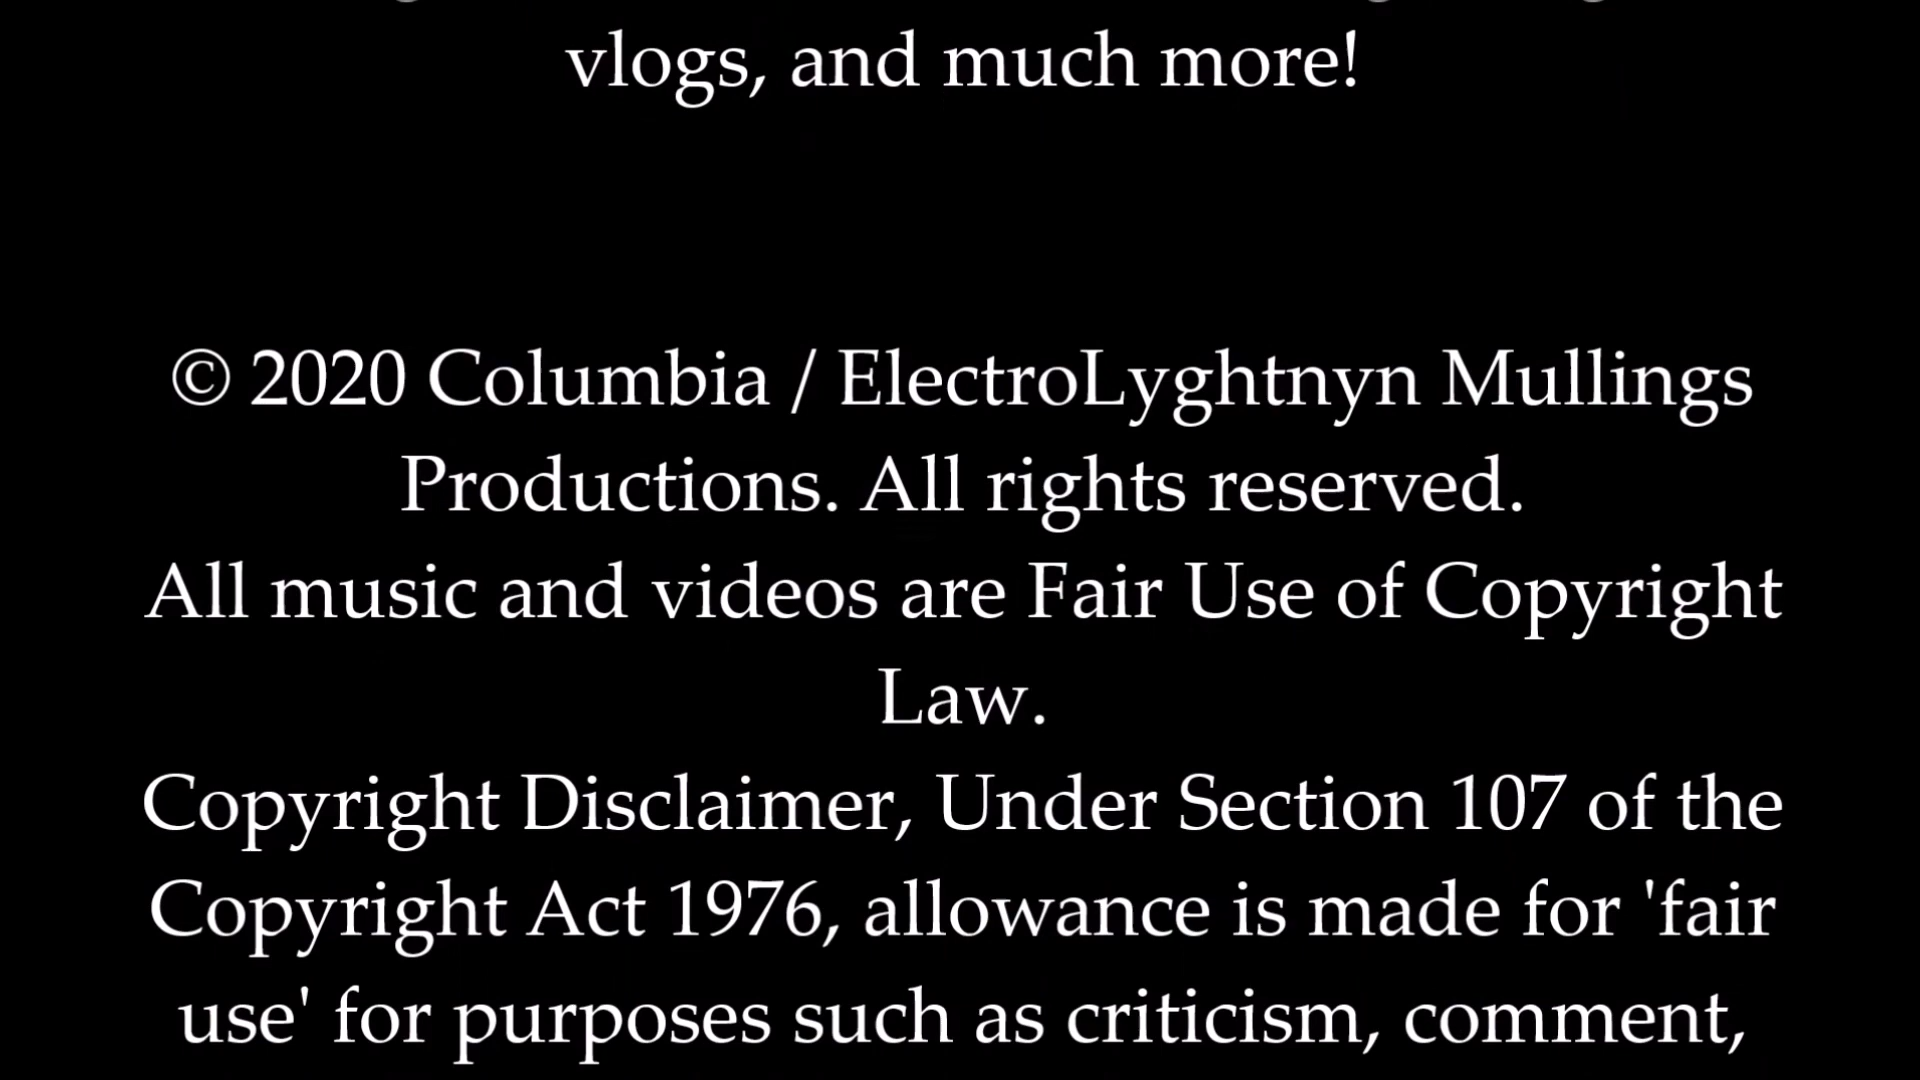 vlogs, and much more!
© 2020 Columbia / ElectroLyghtnyn Mullings
Productions. All rights reserved.
All music and videos are Fair Use of Copyright
Law.
Copyright Disclaimer, Under Section 107 of the
Copyright Act 1976, allowance is made for 'fair
use' for purposes such as criticism, comment,